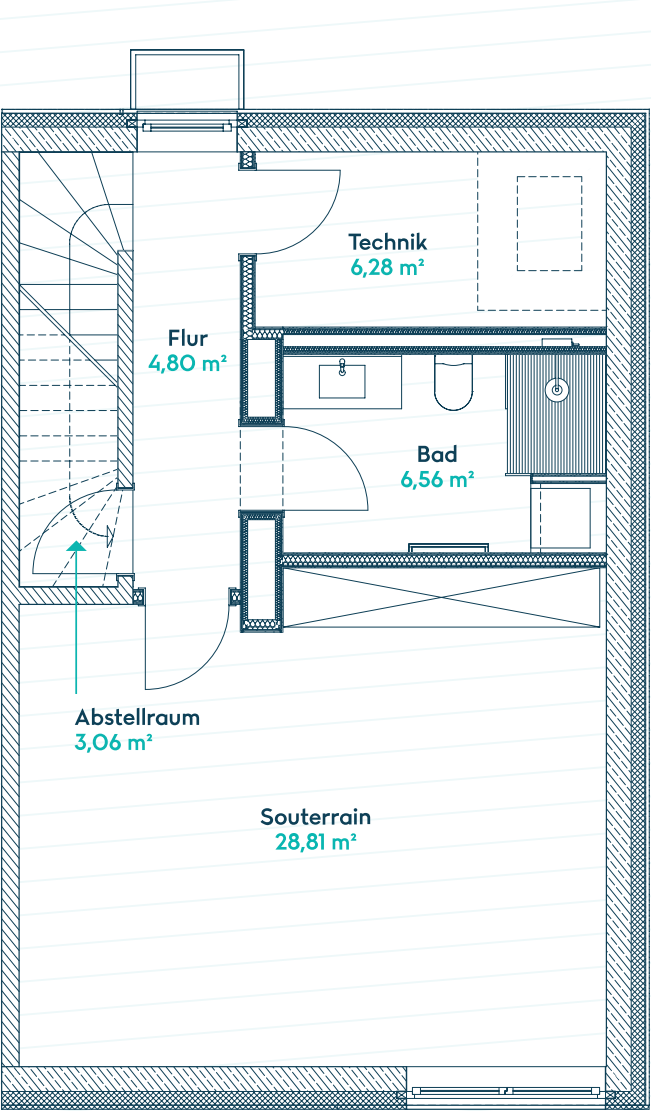 Technik
6,28 m²
Flur
4,80 m²
Bad
6,56 m²
Abstellraum
3,06 m²
Souterrain
28,81 m²